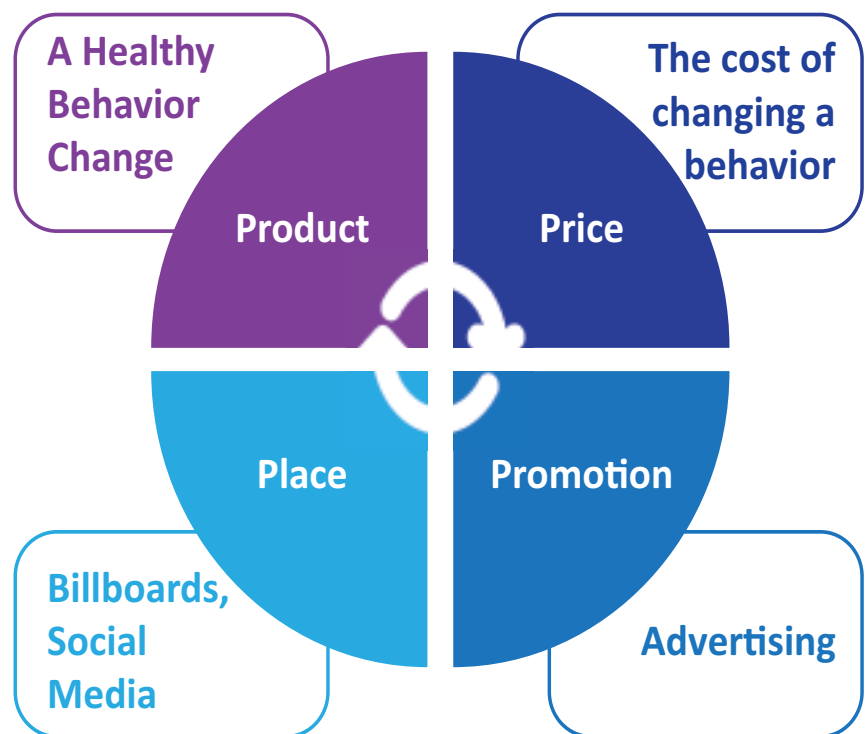 A Healthy
Behavior
Change
The cost of
changing a
behavior
Product
Price
Place
Promotion
Billboards,
Social
Media
Advertising